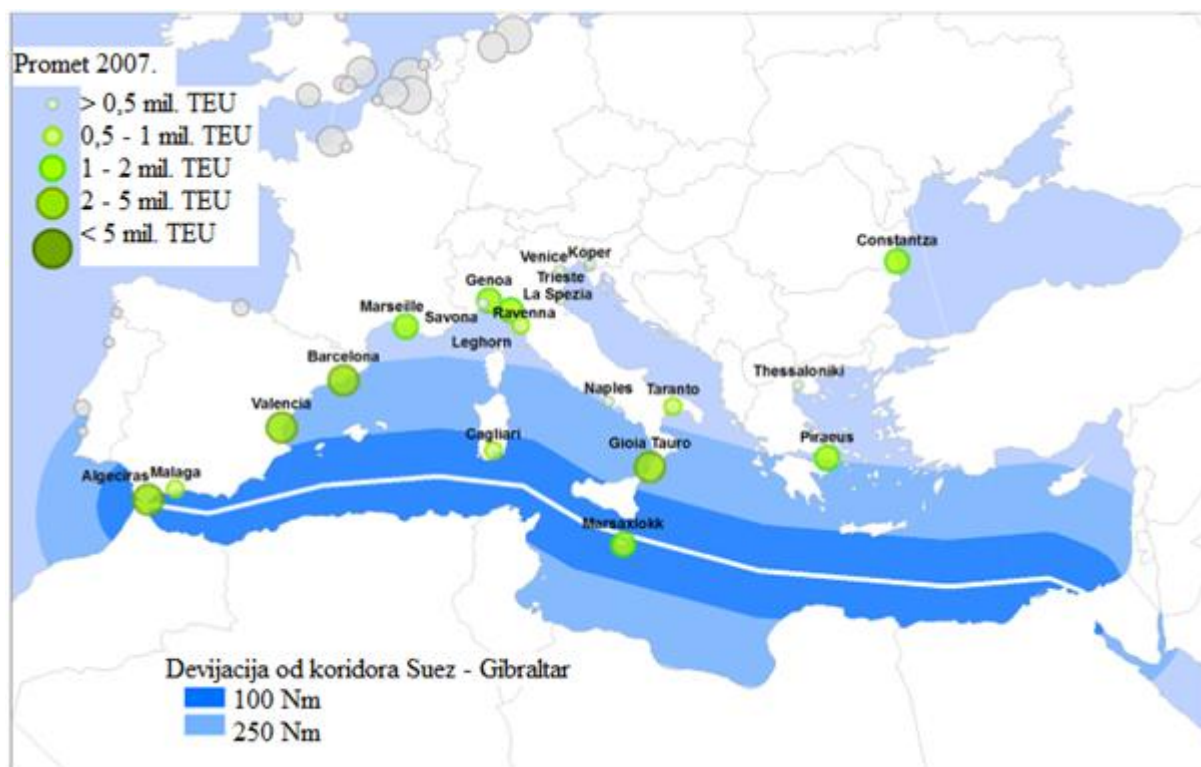 Promet 2007.
> 0,5 mil. TEU
0,5 - 1 mil. TEU
1 - 2 mil. TEU
2 - 5 mil. TEU
< 5 mil. TEU
Constantza
Venice Koper
Trieste
Genoa
La Spezia
Marseille
Savona
Ravenna
Leghorn
Barcelona
Thessaloniki
Naples
Taranto
Valencia
Cagliari
Gioia Tauro
Piraeus
Algeciras
Malaga
Marsaxlokk
Devijacija od koridora Suez - Gibraltar
100 Nm
250 Nm